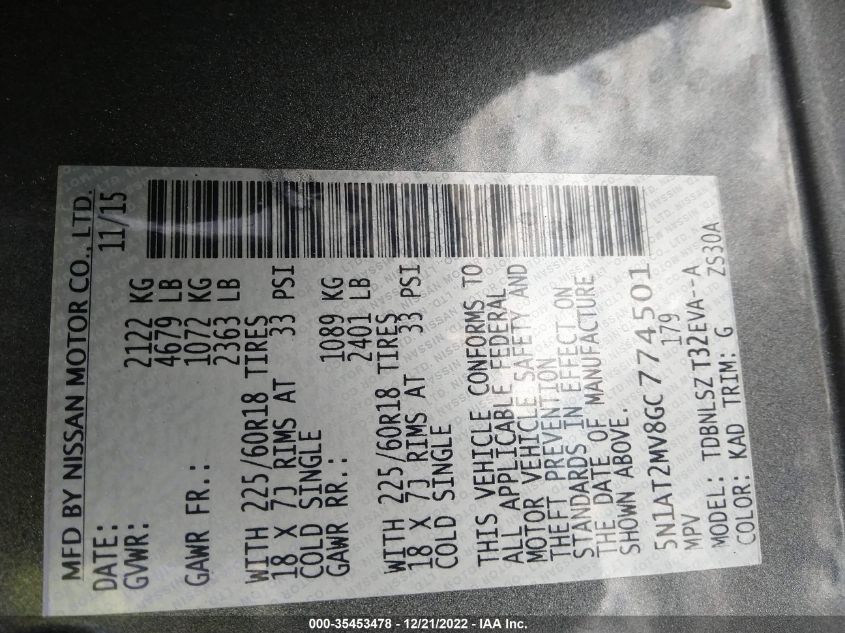 MFD BY NISSAN MOTOR CO., LTD.
DATE: 11/15
GVWR: 2122 KG
4679 LB
GAWR FR.: 1072 KG
2363 LB
WITH 225/60R18 TIRES
18 X 7J RIMS AT 33 PSI
COLD SINGLE
GAWR RR.: 1089 KG
2401 LB
WITH 225/60R18 TIRES
18 X 7J RIMS AT 33 PSI
COLD SINGLE
THIS VEHICLE CONFORMS TO
ALL APPLICABLE FEDERAL
MOTOR VEHICLE SAFETY AND
THEFT PREVENTION
STANDARDS IN EFFECT ON
THE DATE OF MANUFACTURE
SHOWN ABOVE.
5N1AT2MV8GC774501
MPV 179
MODEL: TDBNLSZ T32EVA--A
COLOR: KAD TRIM: G ZS30A
000-35453478 - 12/21/2022 - IAA Inc.